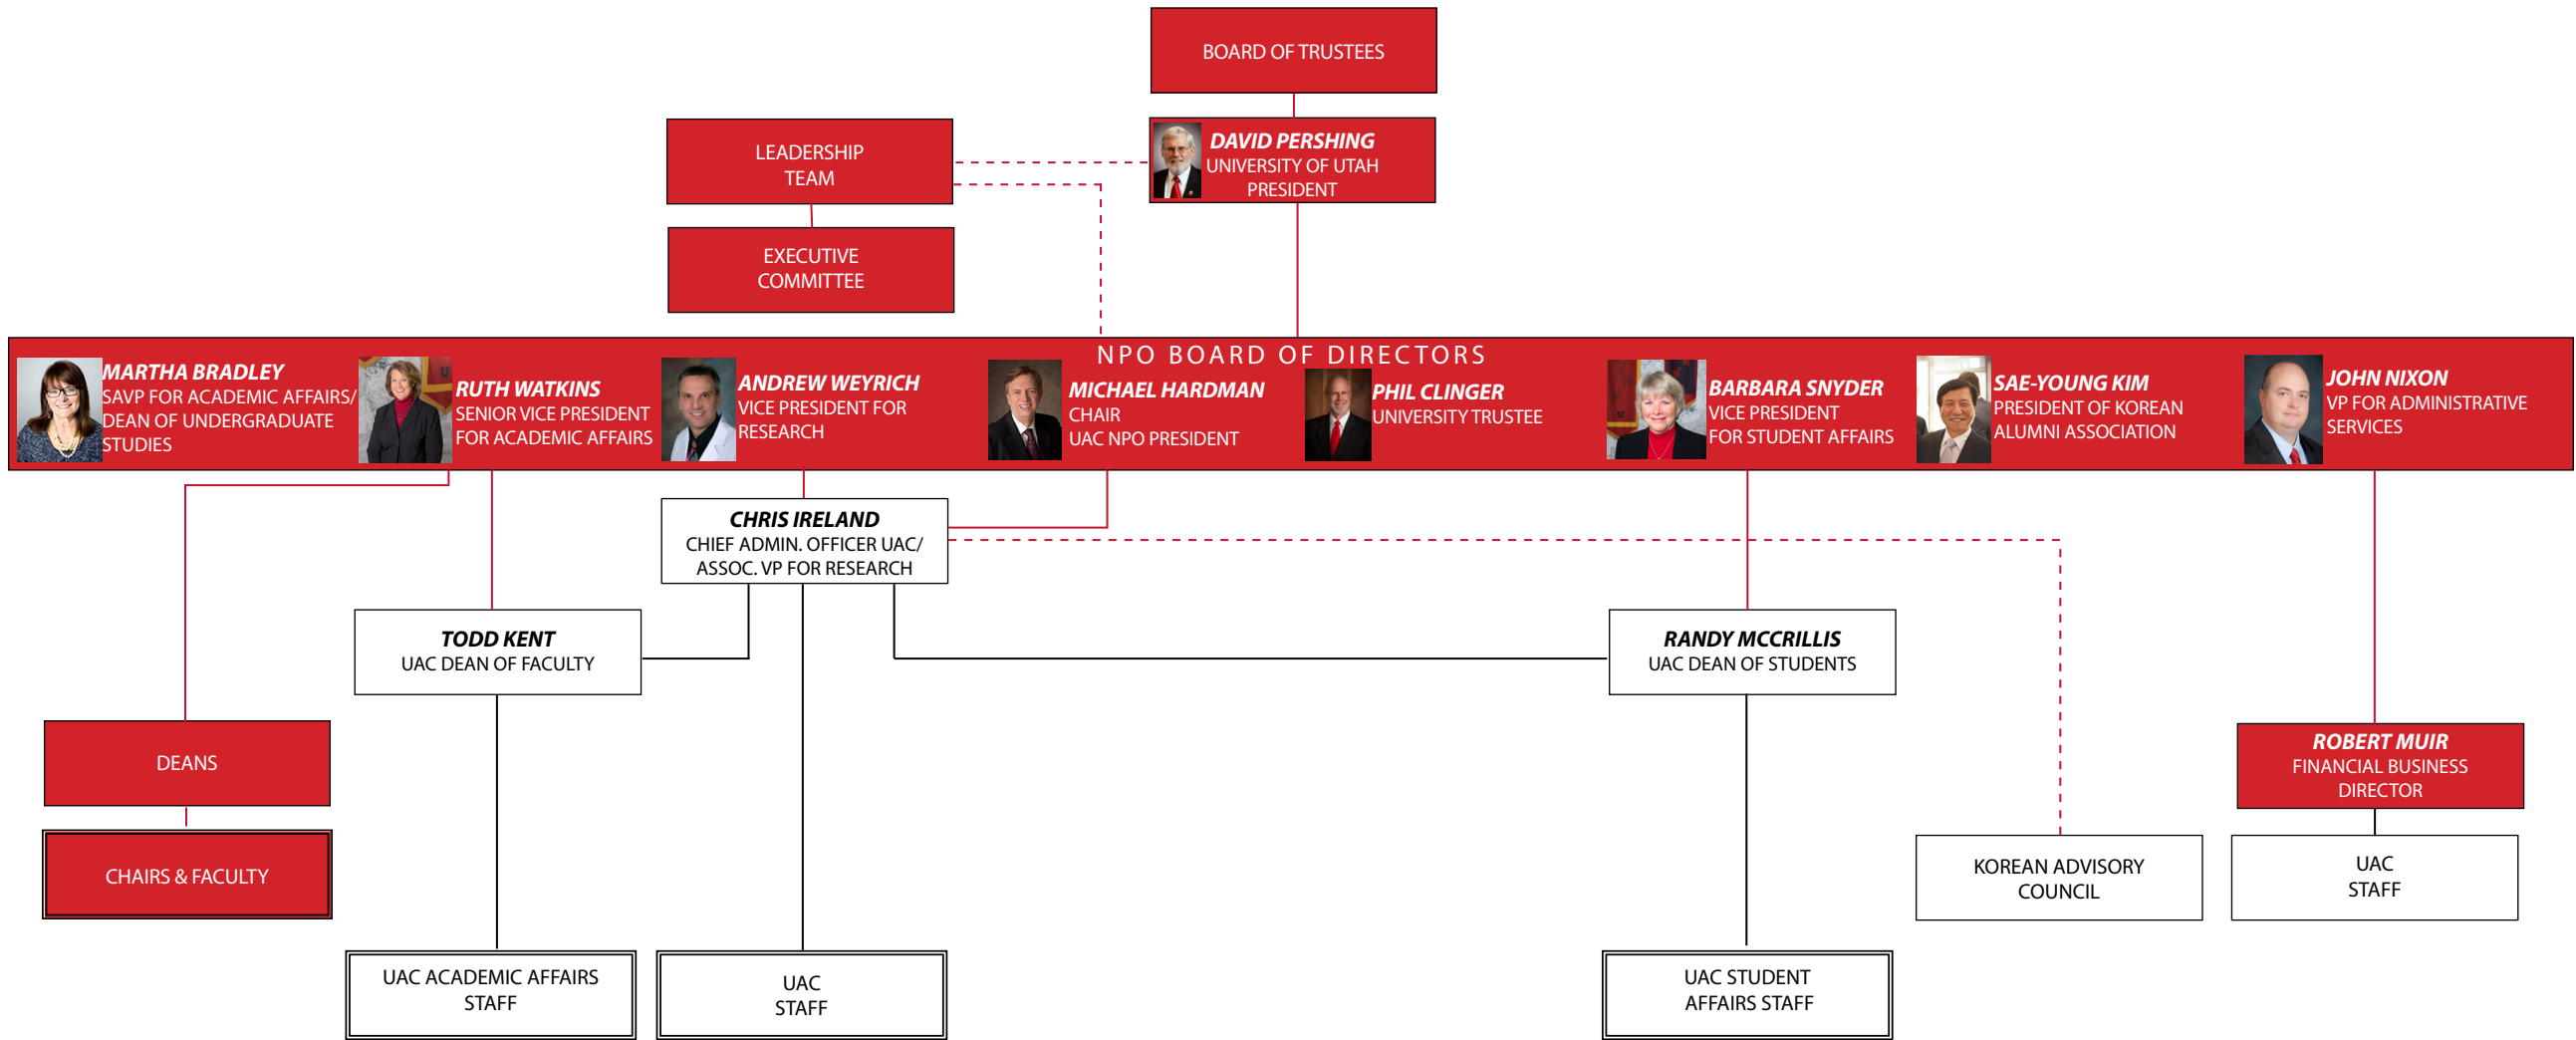 BOARD OF TRUSTEES
LEADERSHIP
TEAM
DAVID PERSHING
UNIVERSITY OF UTAH
PRESIDENT
EXECUTIVE
COMMITTEE
NPO BOARD OF DIRECTORS
MARTHA BRADLEY
SAVP FOR ACADEMIC AFFAIRS/
DEAN OF UNDERGRADUATE
STUDIES
RUTH WATKINS
SENIOR VICE PRESIDENT
FOR ACADEMIC AFFAIRS
ANDREW WEYRICH
VICE PRESIDENT FOR
RESEARCH
MICHAEL HARDMAN
CHAIR
UAC NPO PRESIDENT
PHIL CLINGER
UNIVERSITY TRUSTEE
BARBARA SNYDER
VICE PRESIDENT
FOR STUDENT AFFAIRS
SAE-YOUNG KIM
PRESIDENT OF KOREAN
ALUMNI ASSOCIATION
JOHN NIXON
VP FOR ADMINISTRATIVE
SERVICES
CHRIS IRELAND
CHIEF ADMIN. OFFICER UAC/
ASSOC. VP FOR RESEARCH
TODD KENT
UAC DEAN OF FACULTY
RANDY MCCRILLIS
UAC DEAN OF STUDENTS
DEANS
ROBERT MUIR
FINANCIAL BUSINESS
DIRECTOR
CHAIRS & FACULTY
KOREAN ADVISORY
COUNCIL
UAC
STAFF
UAC ACADEMIC AFFAIRS
STAFF
UAC
STAFF
UAC STUDENT
AFFAIRS STAFF